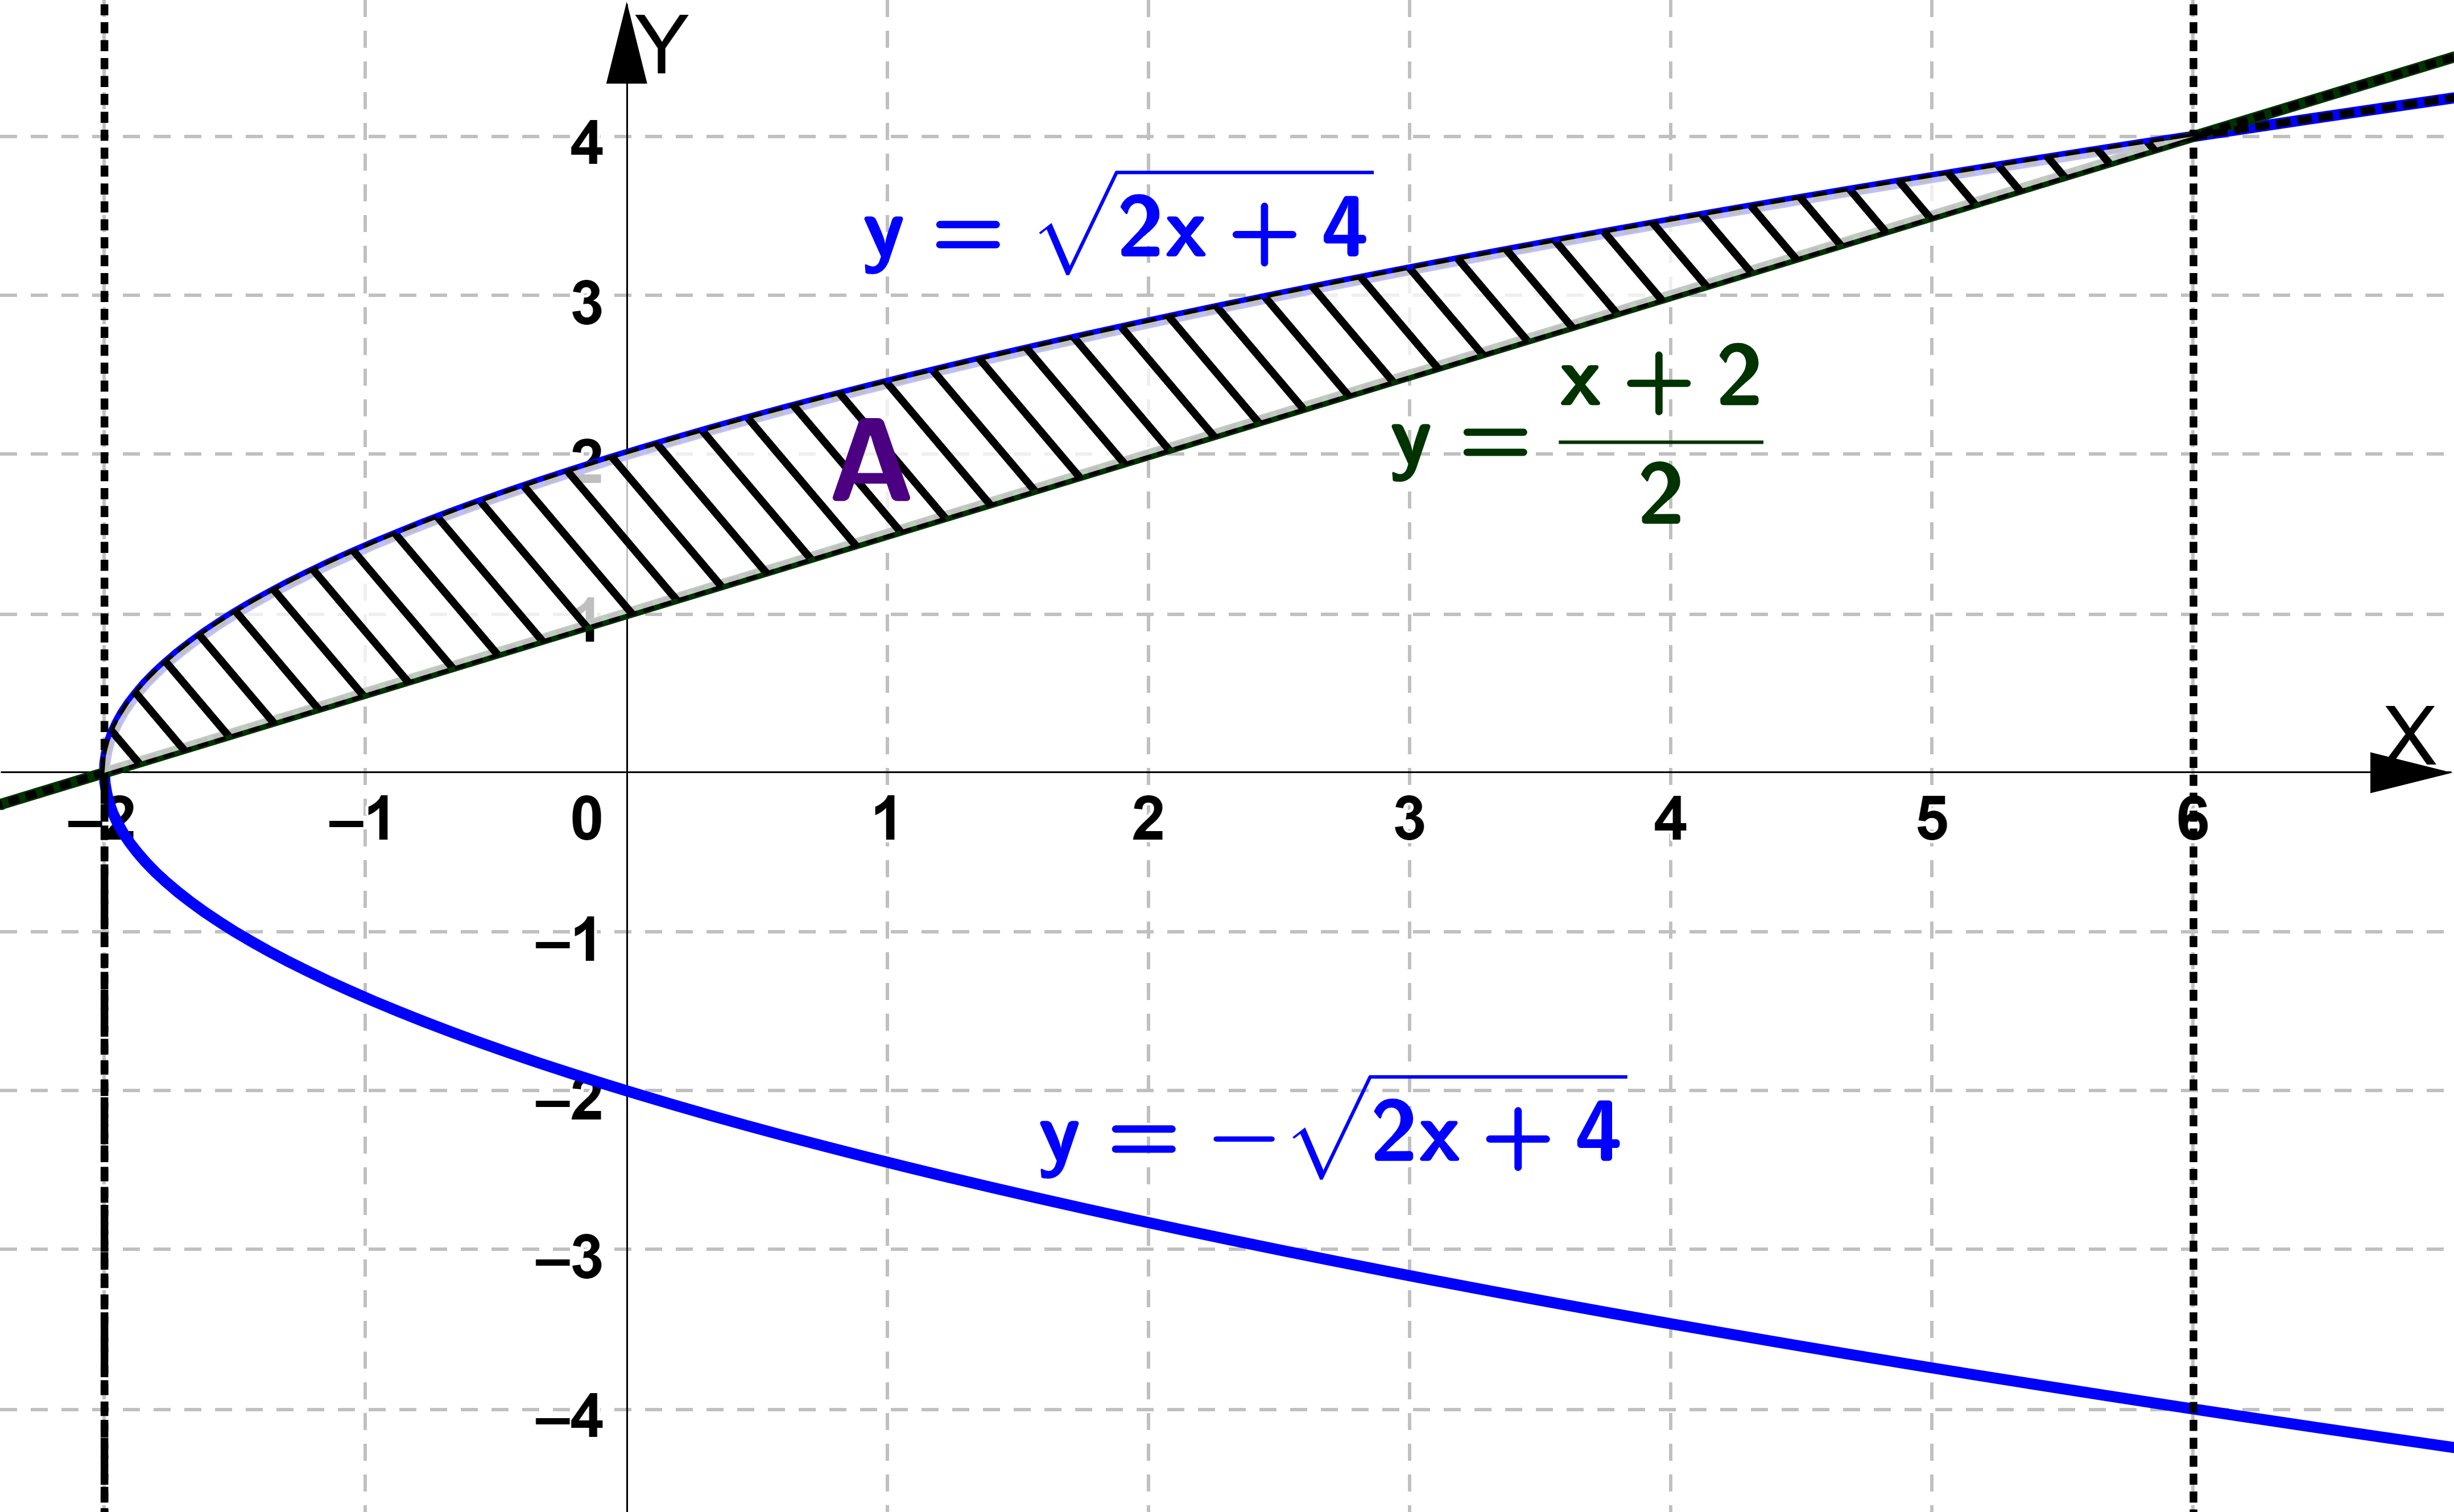 Y
4
y = √(2x + 4)
3
y = (x + 2)/2
2
A
1
X
–2 –1 0 1 2 3 4 5 6
–1
–2
y = −√(2x + 4)
–3
–4